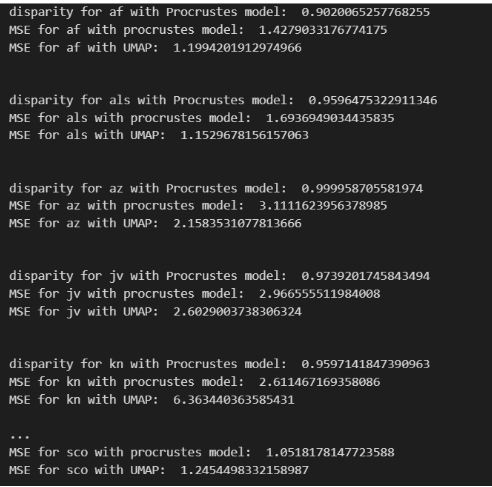 disparity for af with Procrustes model:  0.9020065257768255
MSE for af with procrustes model:  1.4279033176774175
MSE for af with UMAP:  1.1994201912974966
disparity for als with Procrustes model:  0.9596475322911346
MSE for als with procrustes model:  1.6936949034435835
MSE for als with UMAP:  1.1529678156157063
disparity for az with Procrustes model:  0.999958705581974
MSE for az with procrustes model:  3.1111623956378985
MSE for az with UMAP:  2.1583531077813666
disparity for jv with Procrustes model:  0.9739201745843494
MSE for jv with procrustes model:  2.966555511984008
MSE for jv with UMAP:  2.6029003738306324
disparity for kn with Procrustes model:  0.9597141847390963
MSE for kn with procrustes model:  2.611467169358086
MSE for kn with UMAP:  6.363440363585431
...
MSE for sco with procrustes model:  1.0518178147723588
MSE for sco with UMAP:  1.2454498332158987